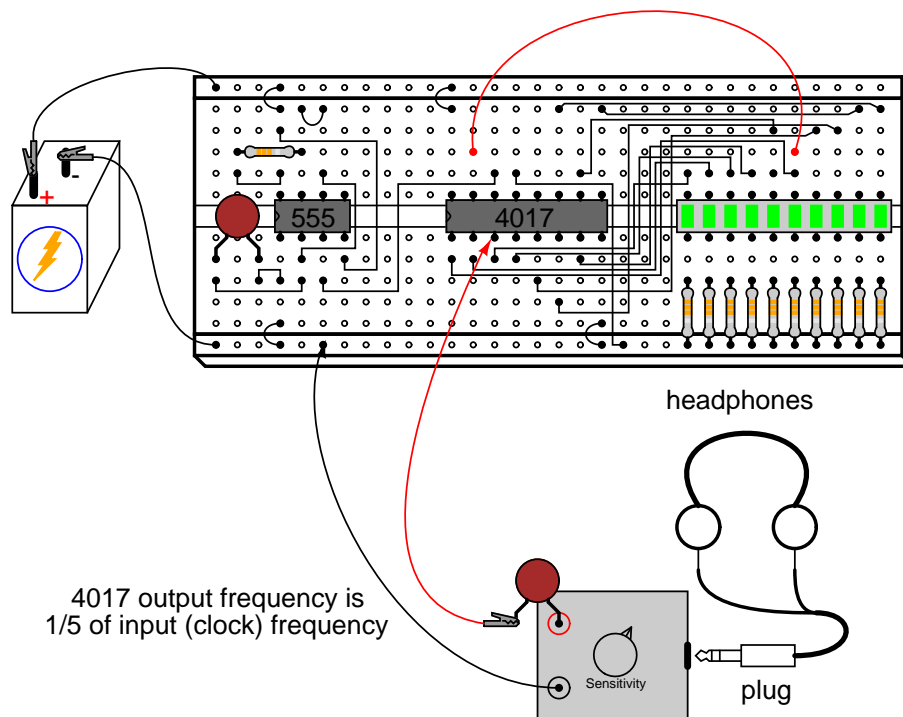 -
+
555
4017
headphones
4017 output frequency is
1/5 of input (clock) frequency
Sensitivity
plug